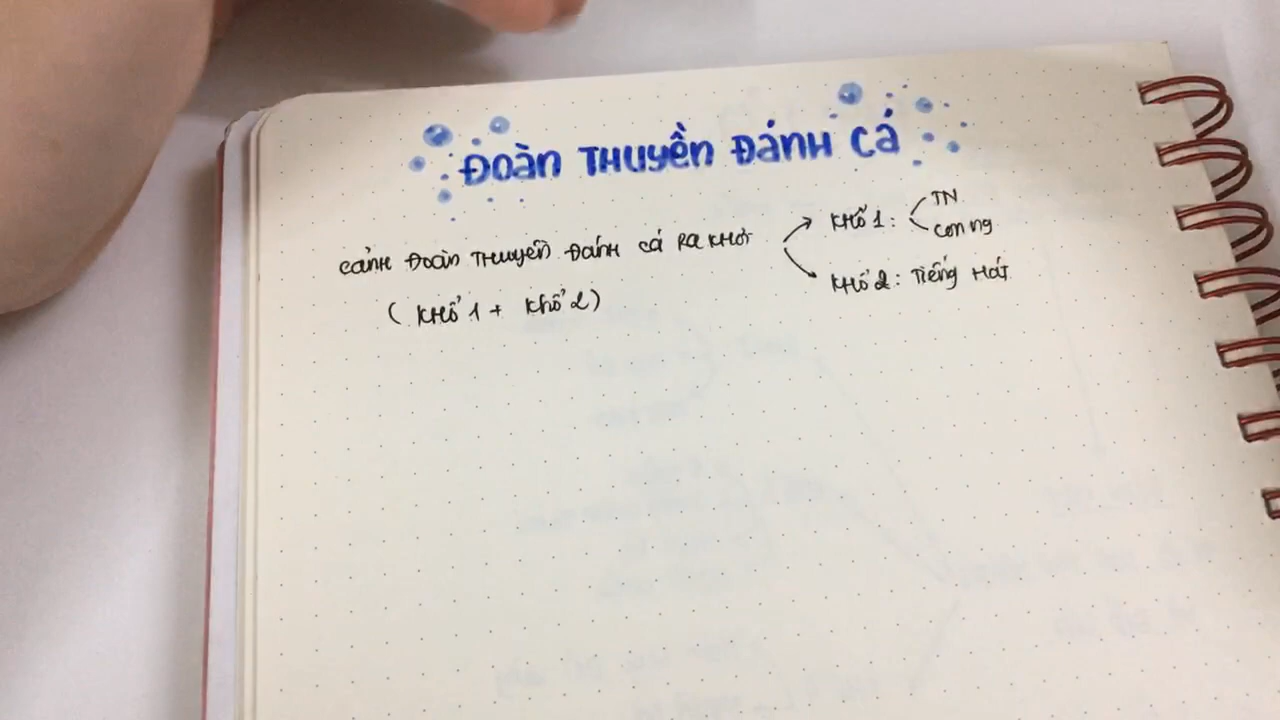 ĐOÀN THUYỀN ĐÁNH CÁ
CẢNH ĐOÀN THUYỀN ĐÁNH CÁ RA KHƠI
(KHỔ 1 + KHỔ 2)
KHỔ 1: TN
con ng
KHỔ 2: TIẾNG HÁT